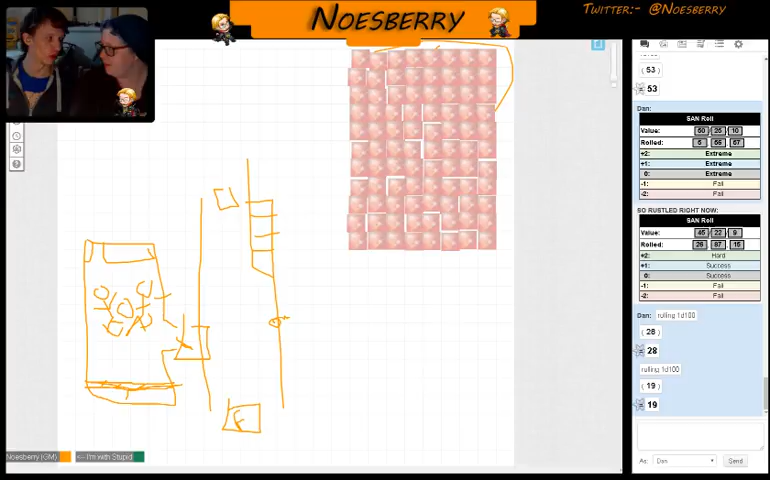 NOESBERRY
TWITTER:- @NOESBERRY
(53)
53
Dan:
SAN Roll
Value: 50 25 10
Rolled: 5 65 67
+2: Extreme
+1: Extreme
0: Extreme
-1: Fail
-2: Fail
SO RUSTLED RIGHT NOW:
SAN Roll
Value: 45 22 9
Rolled: 26 87 15
+2: Hard
+1: Success
0: Success
-1: Fail
-2: Fail
Dan: rolling 1d100
(28)
28
rolling 1d100
(19)
19
As: Dan Send
Noesberry (GM) <-- I'm with Stupid